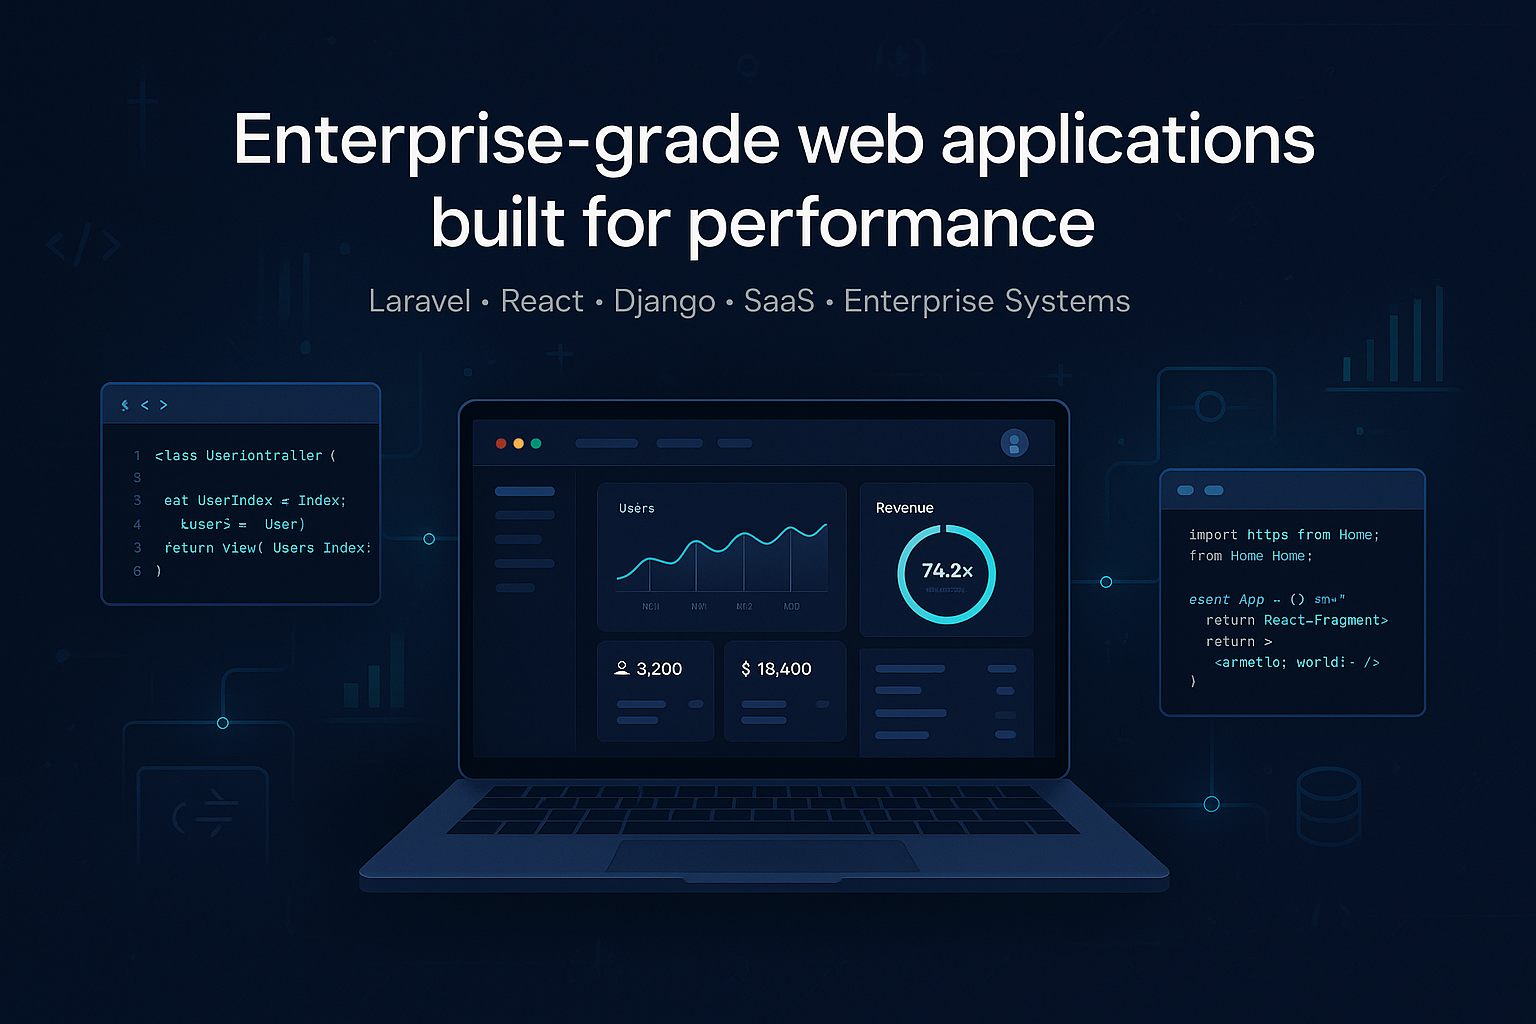 Enterprise-grade web applications
built for performance
Laravel • React • Django • SaaS • Enterprise Systems
$ < >
1 <lass Useriontraller (
S
3 eat UserIndex = Index;
4 &userS = User)
3 return View( Users Index:
6 )
Users
Revenue
74.2x
3,200
$ 18,400
import https from Home;
from Home Home;
esent App - ()
return React-Fragment>
return >
<armetlo; world:- />
)